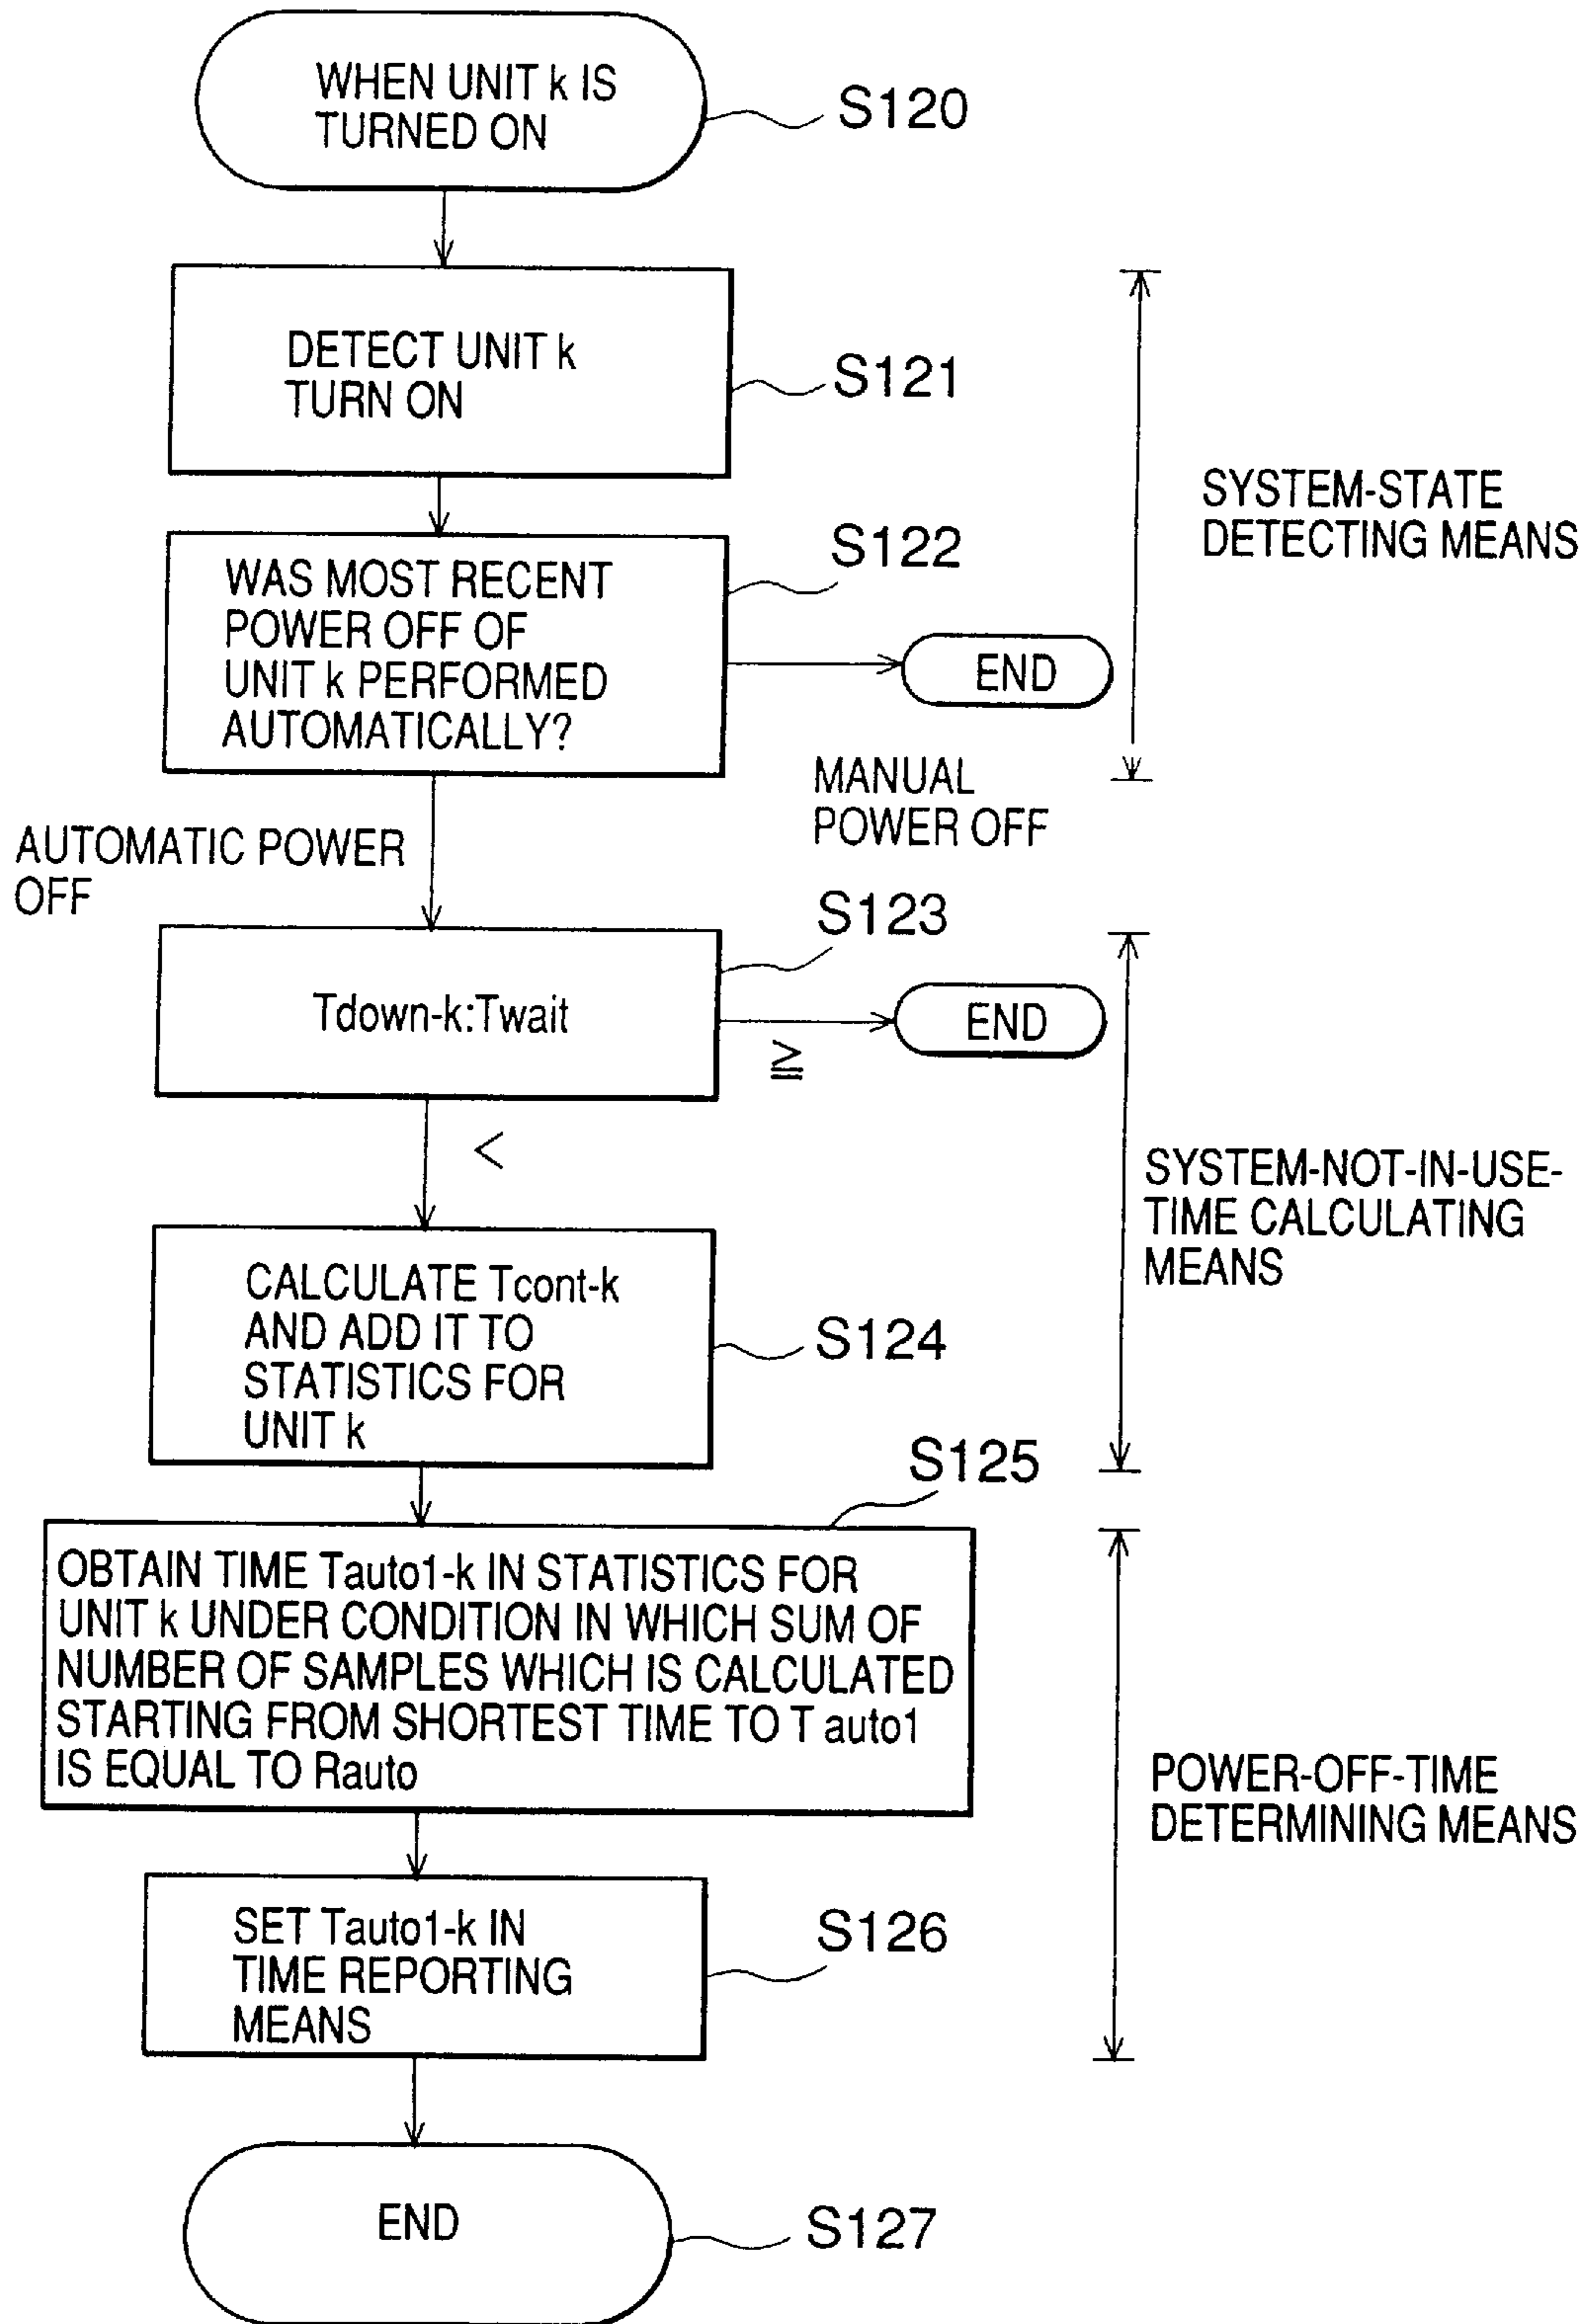 WHEN UNIT k IS
TURNED ON
S120
DETECT UNIT k
TURN ON
S121
SYSTEM-STATE
DETECTING MEANS
S122
WAS MOST RECENT
POWER OFF OF
UNIT k PERFORMED
AUTOMATICALLY?
END
MANUAL
POWER OFF
AUTOMATIC POWER
OFF
S123
Tdown-k:Twait
END
≧
<
SYSTEM-NOT-IN-USE-
TIME CALCULATING
MEANS
CALCULATE Tcont-k
AND ADD IT TO
STATISTICS FOR
UNIT k
S124
S125
OBTAIN TIME Tauto1-k IN STATISTICS FOR
UNIT k UNDER CONDITION IN WHICH SUM OF
NUMBER OF SAMPLES WHICH IS CALCULATED
STARTING FROM SHORTEST TIME TO T auto1
IS EQUAL TO Rauto
POWER-OFF-TIME
DETERMINING MEANS
SET Tauto1-k IN
TIME REPORTING
MEANS
S126
END
S127